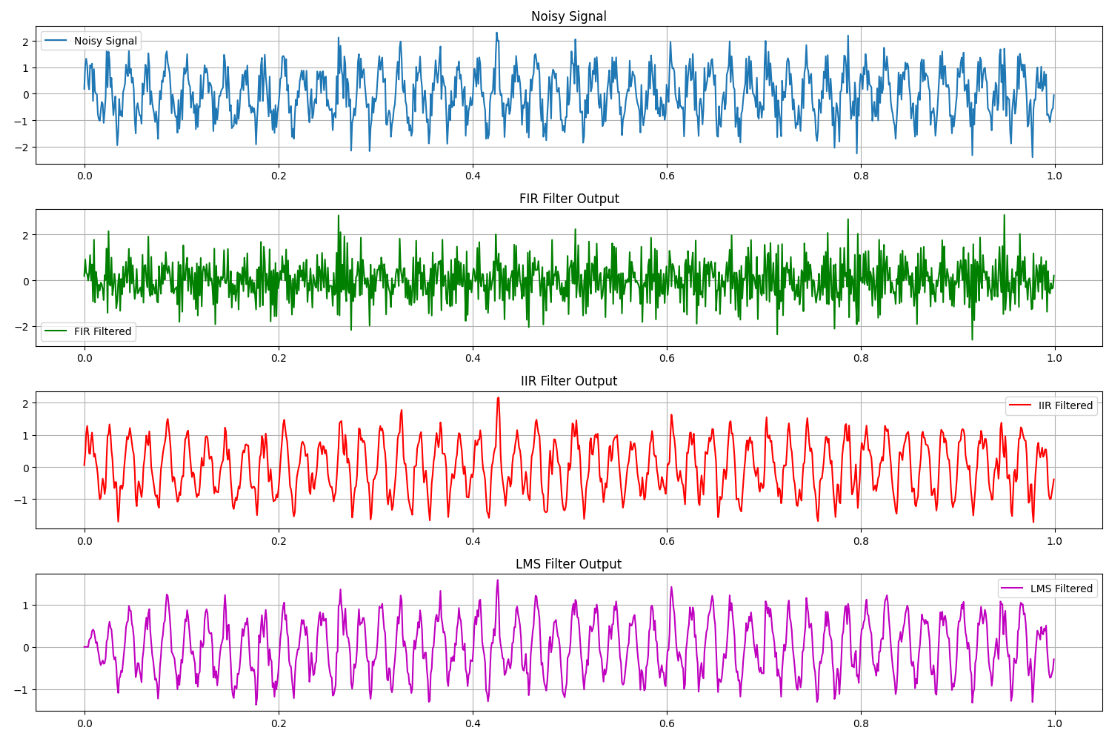 Noisy Signal
Noisy Signal
2
1
0
−1
−2
0.0 0.2 0.4 0.6 0.8 1.0
FIR Filter Output
2
0
−2
FIR Filtered
0.0 0.2 0.4 0.6 0.8 1.0
IIR Filter Output
2
IIR Filtered
1
0
−1
0.0 0.2 0.4 0.6 0.8 1.0
LMS Filter Output
LMS Filtered
1
0
−1
0.0 0.2 0.4 0.6 0.8 1.0